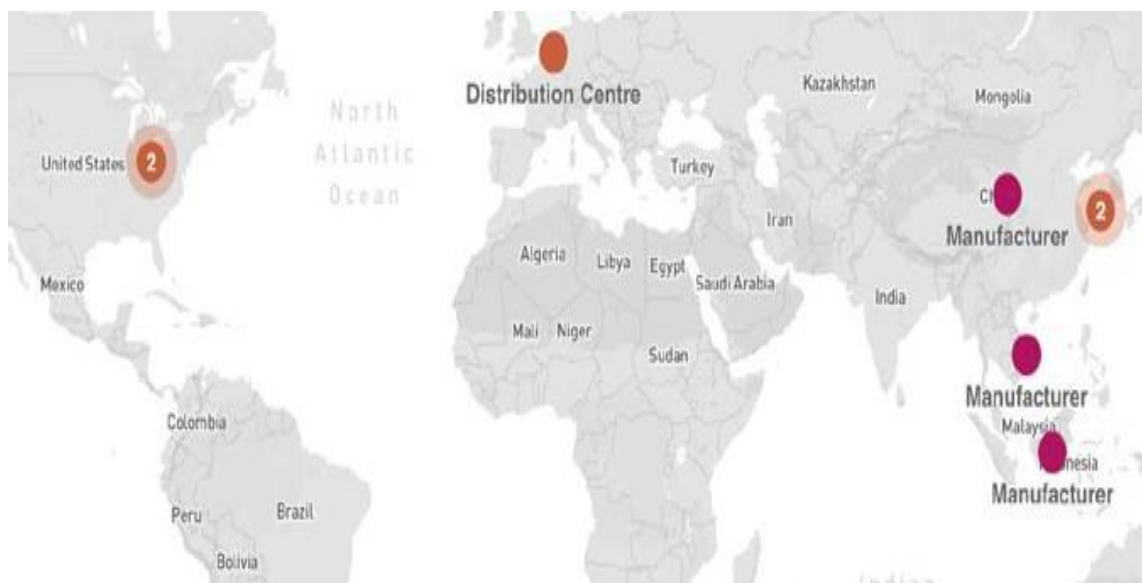 North
Atlantic
Ocean
Distribution Centre
Kazakhstan
Mongolia
United States
2
Turkey
Iran
2
Manufacturer
Algeria
Libya
Egypt
Saudi Arabia
Mexico
India
Mali
Niger
Sudan
Manufacturer
Colombia
Malaysia
Manufacturer
Peru
Brazil
Bolivia